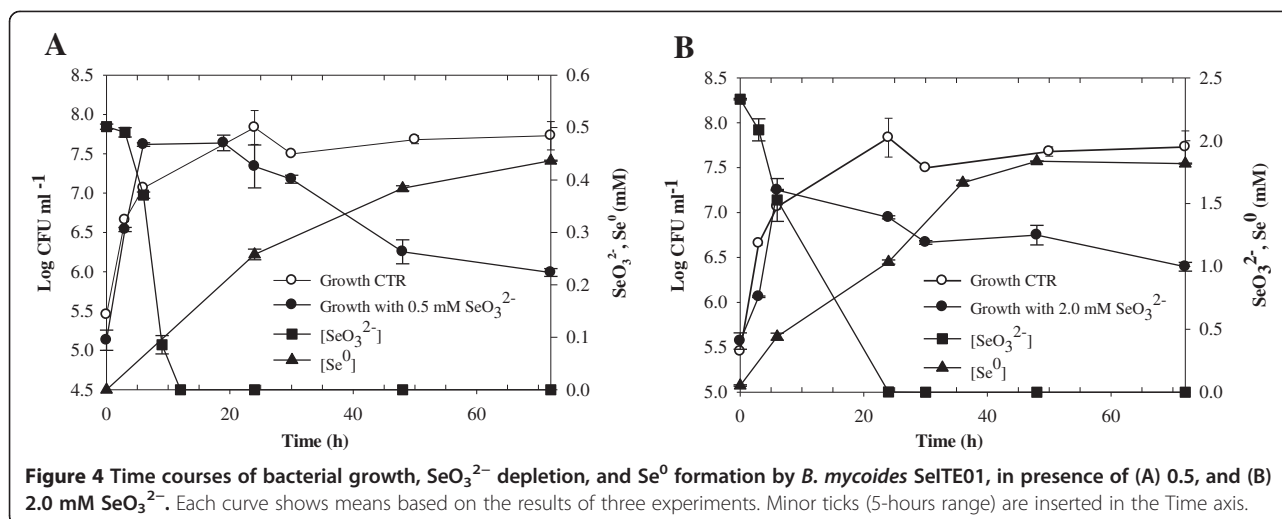 A
8.5
8.0
7.5
7.0
6.5
6.0
5.5
5.0
4.5
Log CFU ml -1
0.6
0.5
0.4
0.3
0.2
0.1
0.0
SeO₃²⁻, Se⁰ (mM)
Growth CTR
Growth with 0.5 mM SeO₃²⁻
[SeO₃²⁻]
[Se⁰]
0 20 40 60
Time (h)
B
8.5
8.0
7.5
7.0
6.5
6.0
5.5
5.0
Log CFU ml -1
2.5
2.0
1.5
1.0
0.5
0.0
SeO₃²⁻, Se⁰ (mM)
Growth CTR
Growth with 2.0 mM SeO₃²⁻
[SeO₃²⁻]
[Se⁰]
0 20 40 60
Time (h)
Figure 4 Time courses of bacterial growth, SeO₃²⁻ depletion, and Se⁰ formation by B. mycoides SelTE01, in presence of (A) 0.5, and (B)
2.0 mM SeO₃²⁻. Each curve shows means based on the results of three experiments. Minor ticks (5-hours range) are inserted in the Time axis.